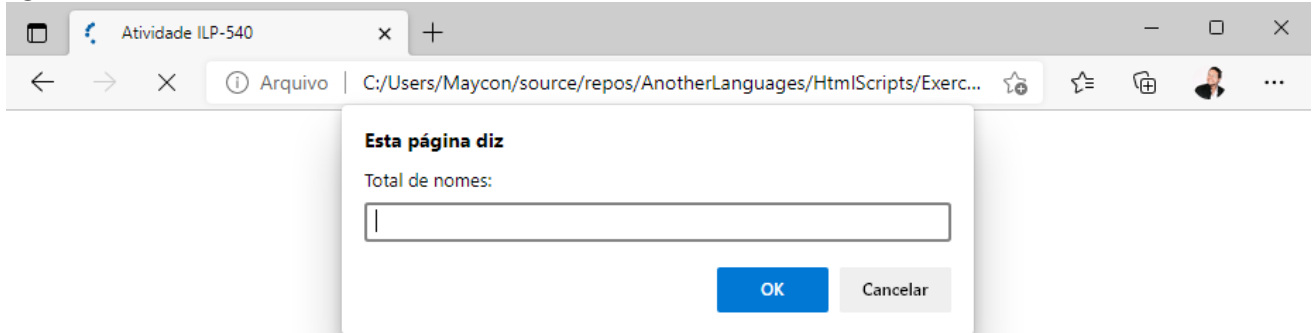 Atividade ILP-540
Arquivo | C:/Users/Maycon/source/repos/AnotherLanguages/HtmlScripts/Exerc...
Esta página diz
Total de nomes:
OK Cancelar